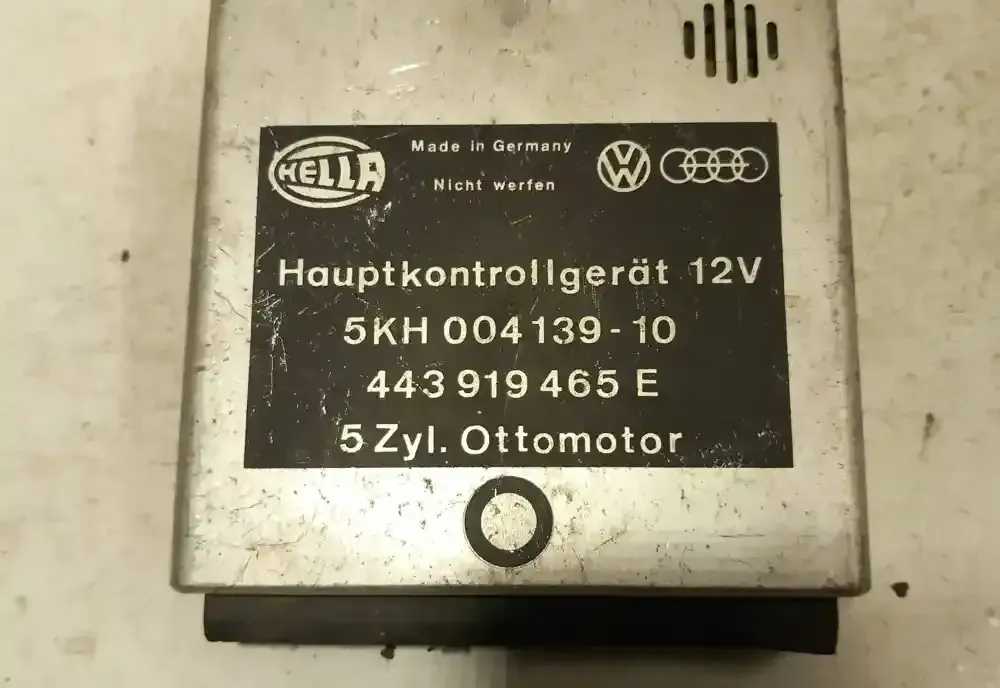 HELLA
Made in Germany
Nicht werfen
VW
Hauptkontrollgerät 12V
5KH 004 139-10
443 919 465 E
5 Zyl. Ottomotor